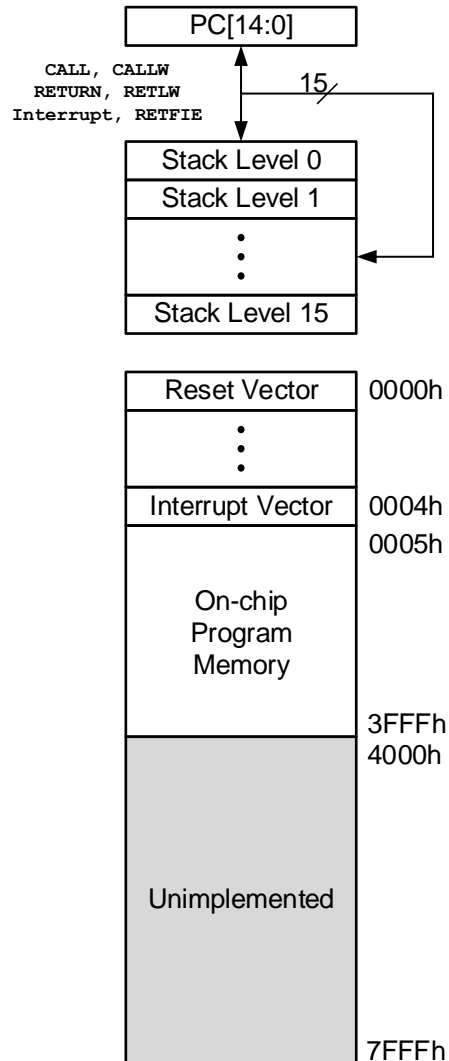 PC[14:0]
CALL, CALLW
RETURN, RETLW
Interrupt, RETFIE
15
Stack Level 0
Stack Level 1
Stack Level 15
Reset Vector
0000h
Interrupt Vector
0004h
0005h
On-chip
Program
Memory
3FFFh
4000h
Unimplemented
7FFFh